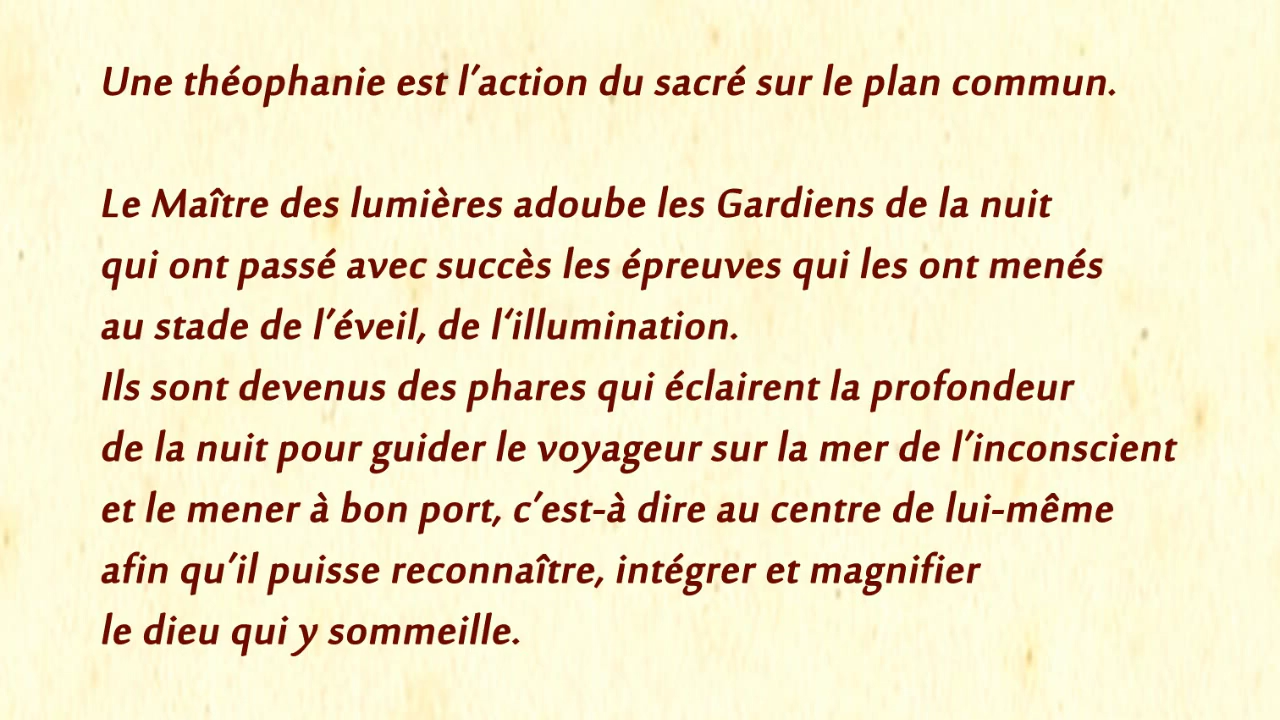 Une théophanie est l'action du sacré sur le plan commun.
Le Maître des lumières adoube les Gardiens de la nuit
qui ont passé avec succès les épreuves qui les ont menés
au stade de l'éveil, de l‘illumination.
Ils sont devenus des phares qui éclairent la profondeur
de la nuit pour guider le voyageur sur la mer de l'inconscient
et le mener à bon port, c'est-à dire au centre de lui-même
afin qu'il puisse reconnaître, intégrer et magnifier
le dieu qui y sommeille.